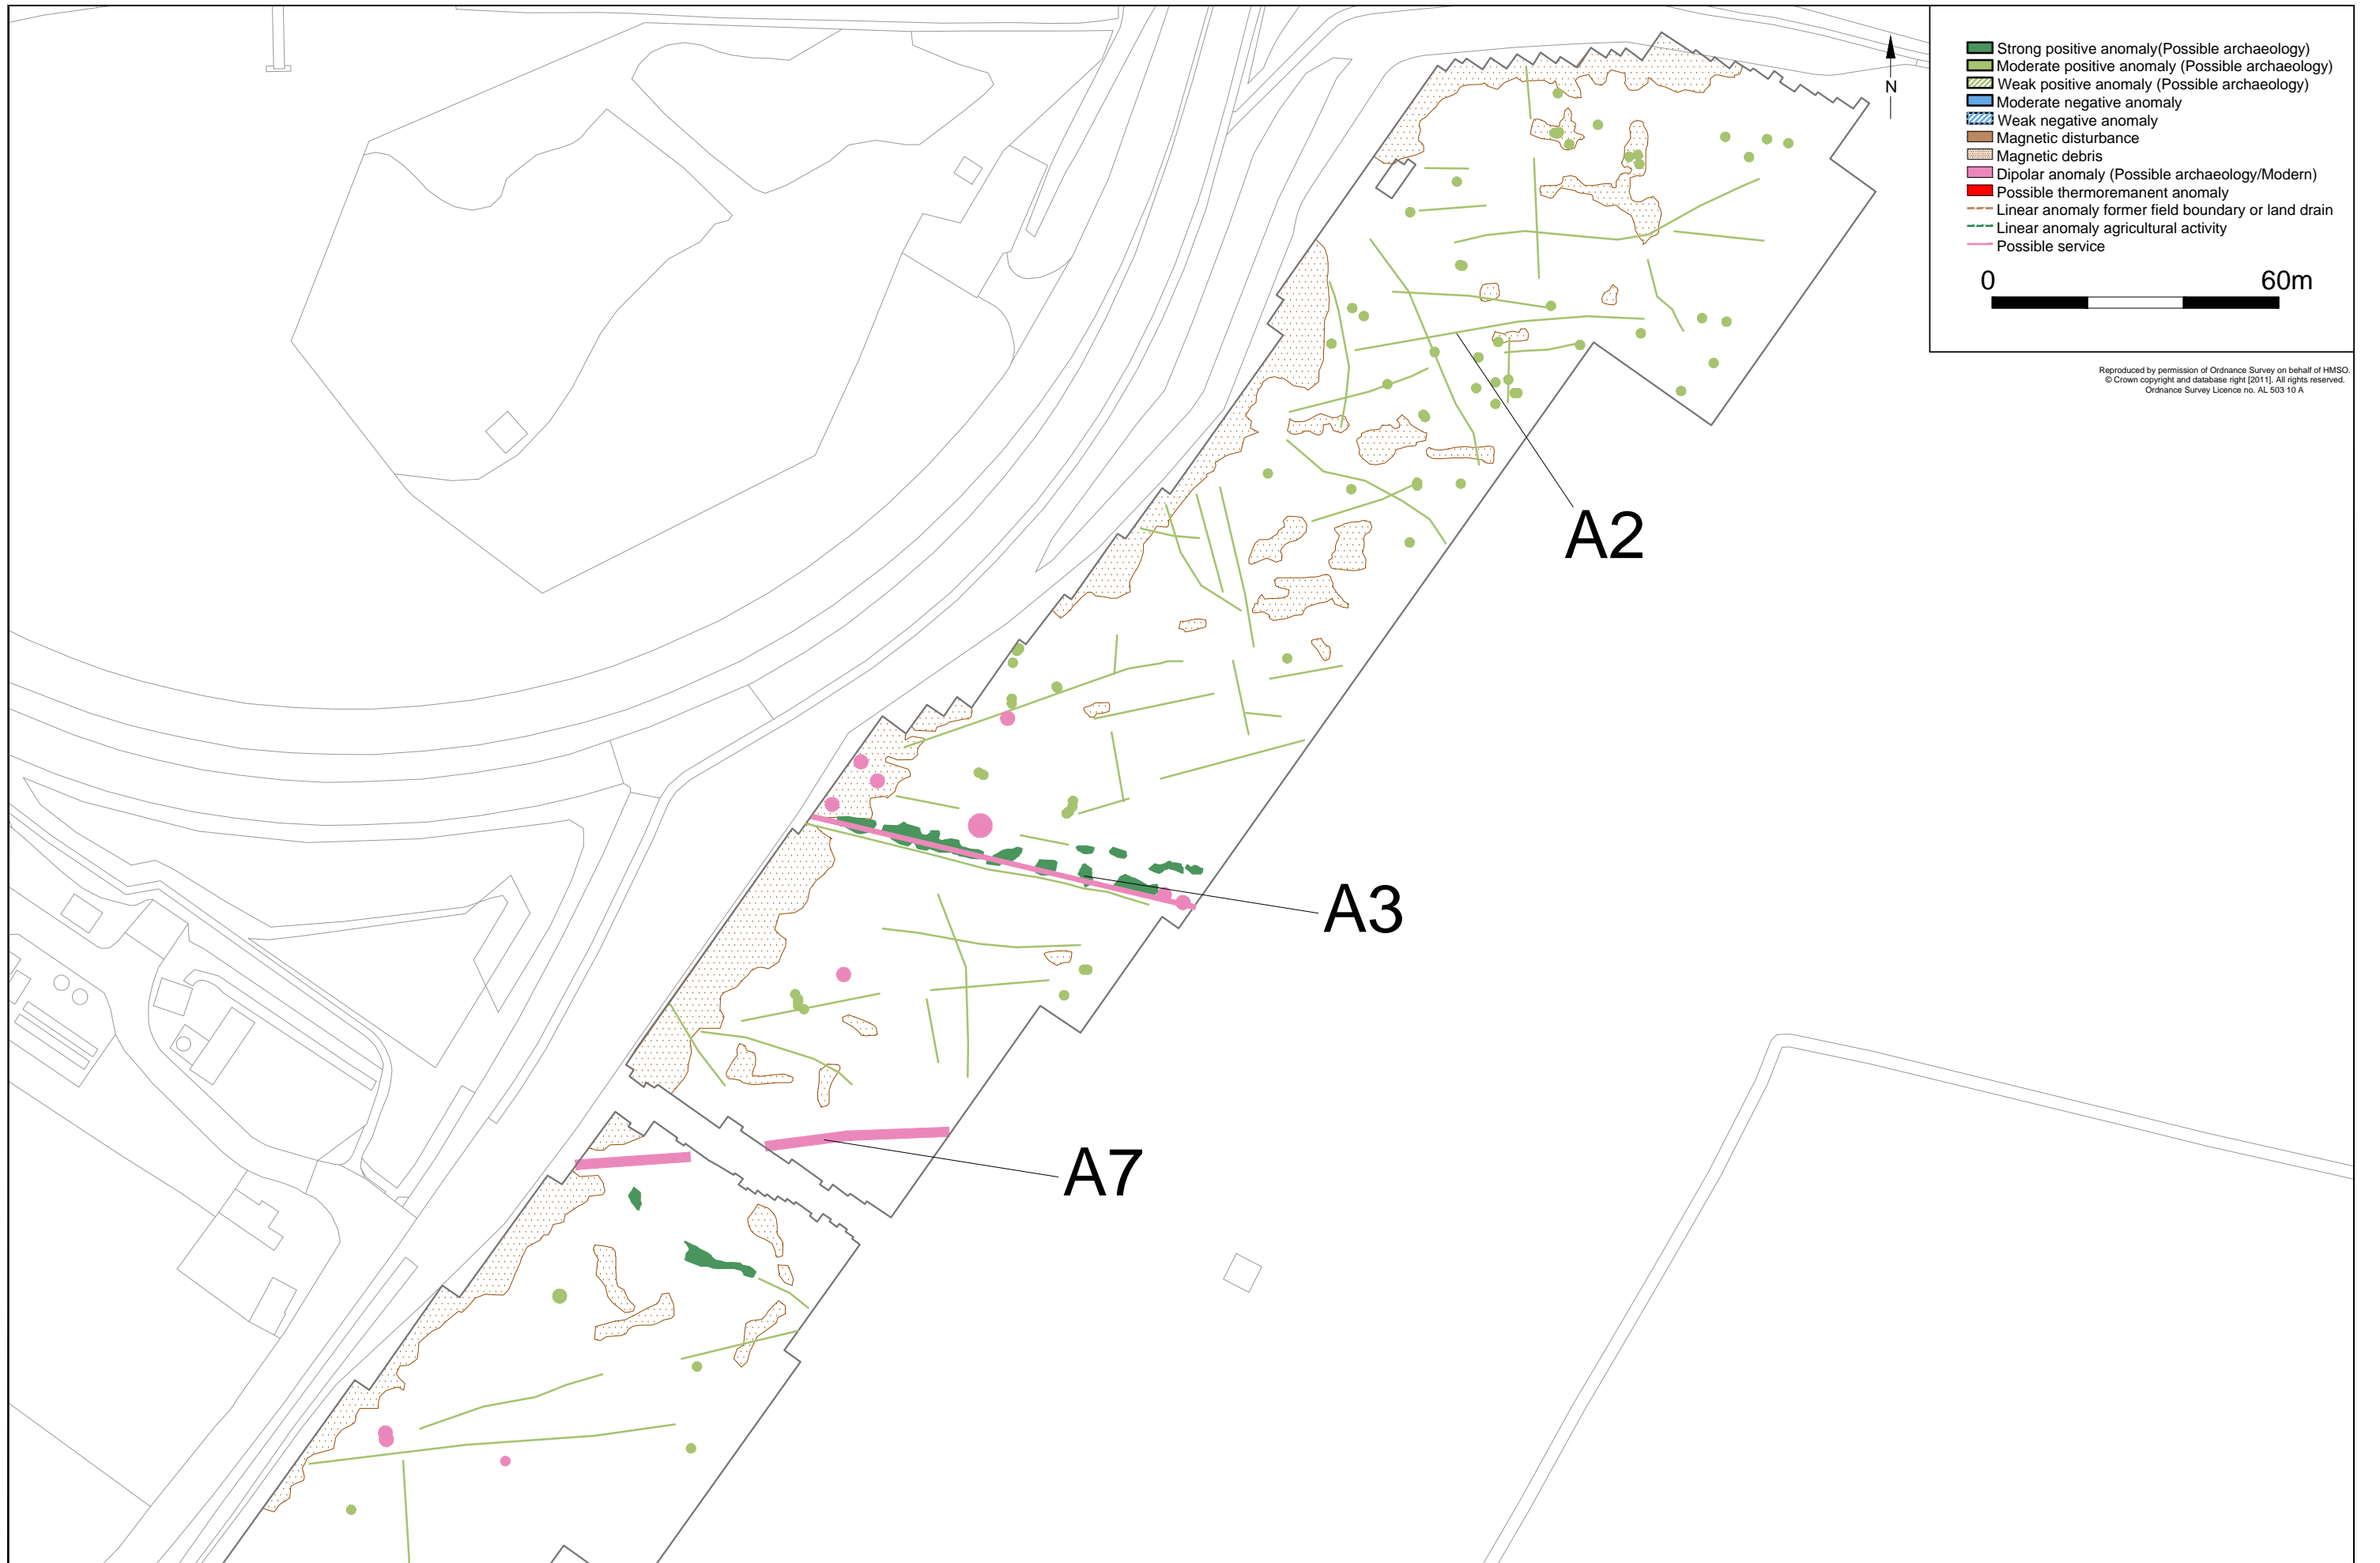 Strong positive anomaly(Possible archaeology)
Moderate positive anomaly (Possible archaeology)
Weak positive anomaly (Possible archaeology)
Moderate negative anomaly
Weak negative anomaly
Magnetic disturbance
Magnetic debris
Dipolar anomaly (Possible archaeology/Modern)
Possible thermoremanent anomaly
Linear anomaly former field boundary or land drain
Linear anomaly agricultural activity
Possible service
N
0 60m
Reproduced by permission of Ordnance Survey on behalf of HMSO.
© Crown copyright and database right [2011]. All rights reserved.
Ordnance Survey Licence no. AL 503 10 A
A2
A3
A7